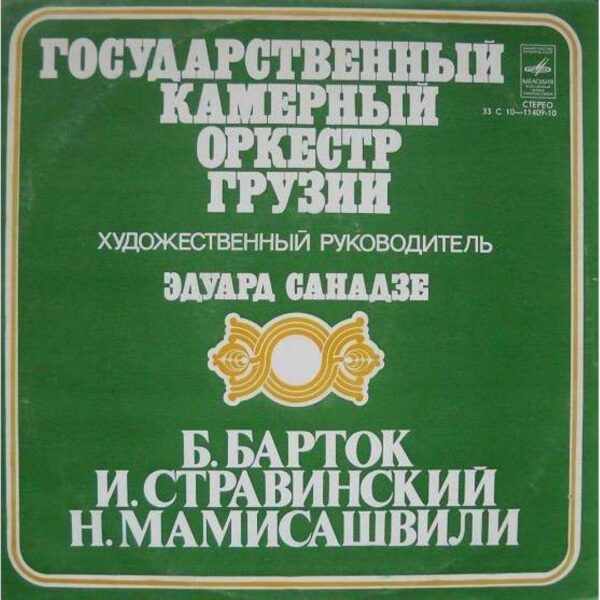 ГОСУДАРСТВЕННЫЙ
КАМЕРНЫЙ
ОРКЕСТР
ГРУЗИИ
МЕЛОДИЯ
СТЕРЕО
33 С 10—11409-10
ХУДОЖЕСТВЕННЫЙ РУКОВОДИТЕЛЬ
ЭДУАРД САНАДЗЕ
Б. БАРТОК
И. СТРАВИНСКИЙ
Н. МАМИСАШВИЛИ